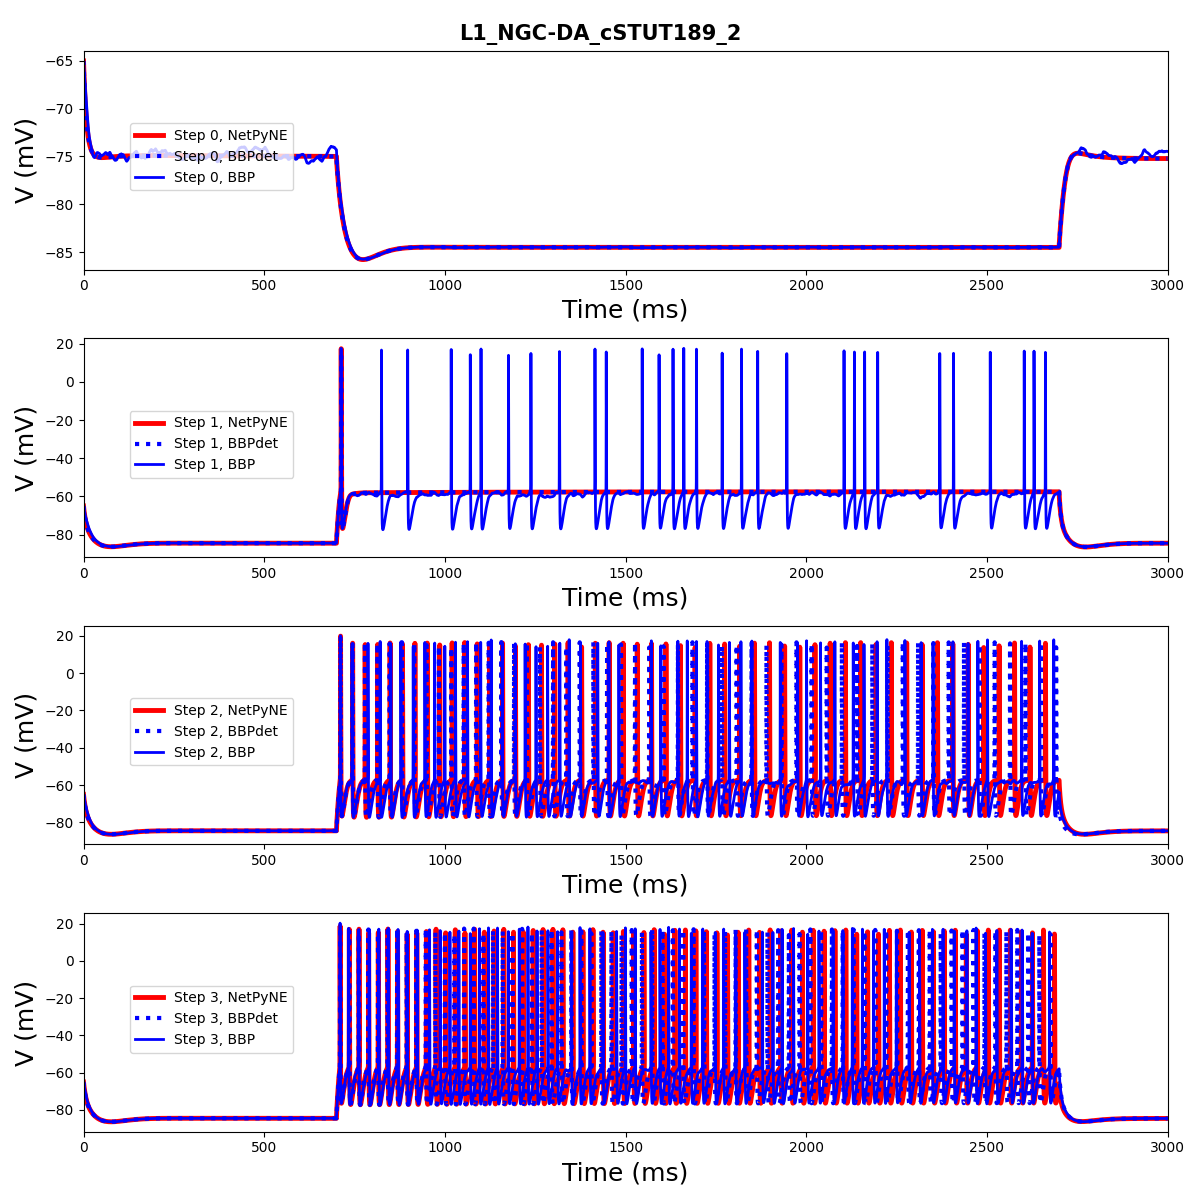 L1_NGC-DA_cSTUT189_2
−65
−70
−75
−80
−85
V (mV)
Step 0, NetPyNE
Step 0, BBPdet
Step 0, BBP
0 500 1000 1500 2000 2500 3000
Time (ms)
20
0
−20
−40
−60
−80
V (mV)
Step 1, NetPyNE
Step 1, BBPdet
Step 1, BBP
0 500 1000 1500 2000 2500 3000
Time (ms)
20
0
−20
−40
−60
−80
V (mV)
Step 2, NetPyNE
Step 2, BBPdet
Step 2, BBP
0 500 1000 1500 2000 2500 3000
Time (ms)
20
0
−20
−40
−60
−80
V (mV)
Step 3, NetPyNE
Step 3, BBPdet
Step 3, BBP
0 500 1000 1500 2000 2500 3000
Time (ms)